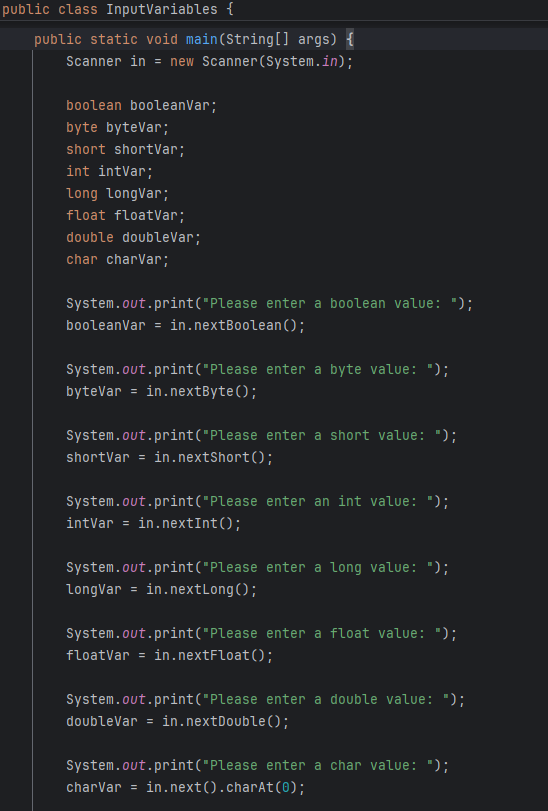 public class InputVariables {
public static void main(String[] args) {
Scanner in = new Scanner(System.in);
boolean booleanVar;
byte byteVar;
short shortVar;
int intVar;
long longVar;
float floatVar;
double doubleVar;
char charVar;
System.out.print("Please enter a boolean value: ");
booleanVar = in.nextBoolean();
System.out.print("Please enter a byte value: ");
byteVar = in.nextByte();
System.out.print("Please enter a short value: ");
shortVar = in.nextShort();
System.out.print("Please enter an int value: ");
intVar = in.nextInt();
System.out.print("Please enter a long value: ");
longVar = in.nextLong();
System.out.print("Please enter a float value: ");
floatVar = in.nextFloat();
System.out.print("Please enter a double value: ");
doubleVar = in.nextDouble();
System.out.print("Please enter a char value: ");
charVar = in.next().charAt(0);